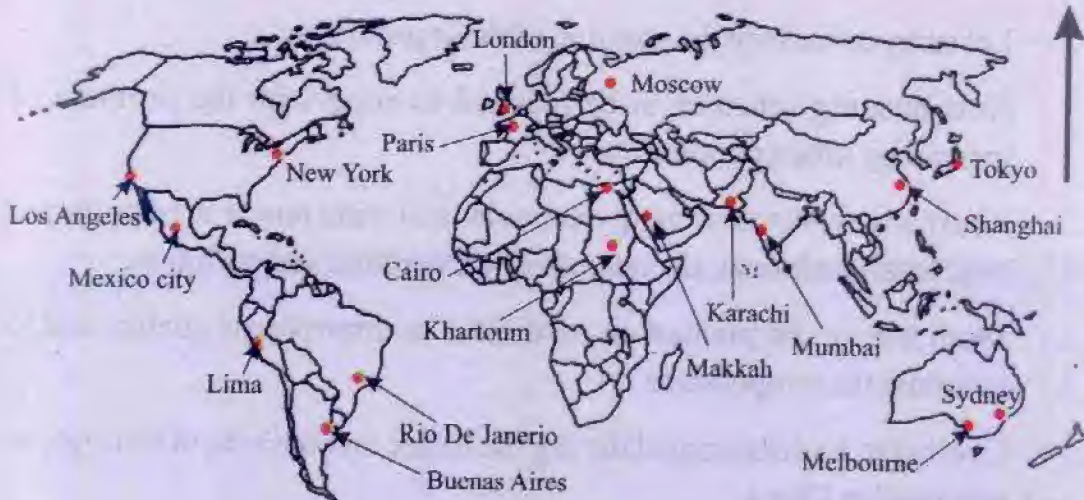 London
Moscow
Paris
New York
Tokyo
Los Angeles
Shanghai
Mexico city
Cairo
Karachi
Khartoum
Mumbai
Makkah
Lima
Sydney
Rio De Janerio
Melbourne
Buenas Aires